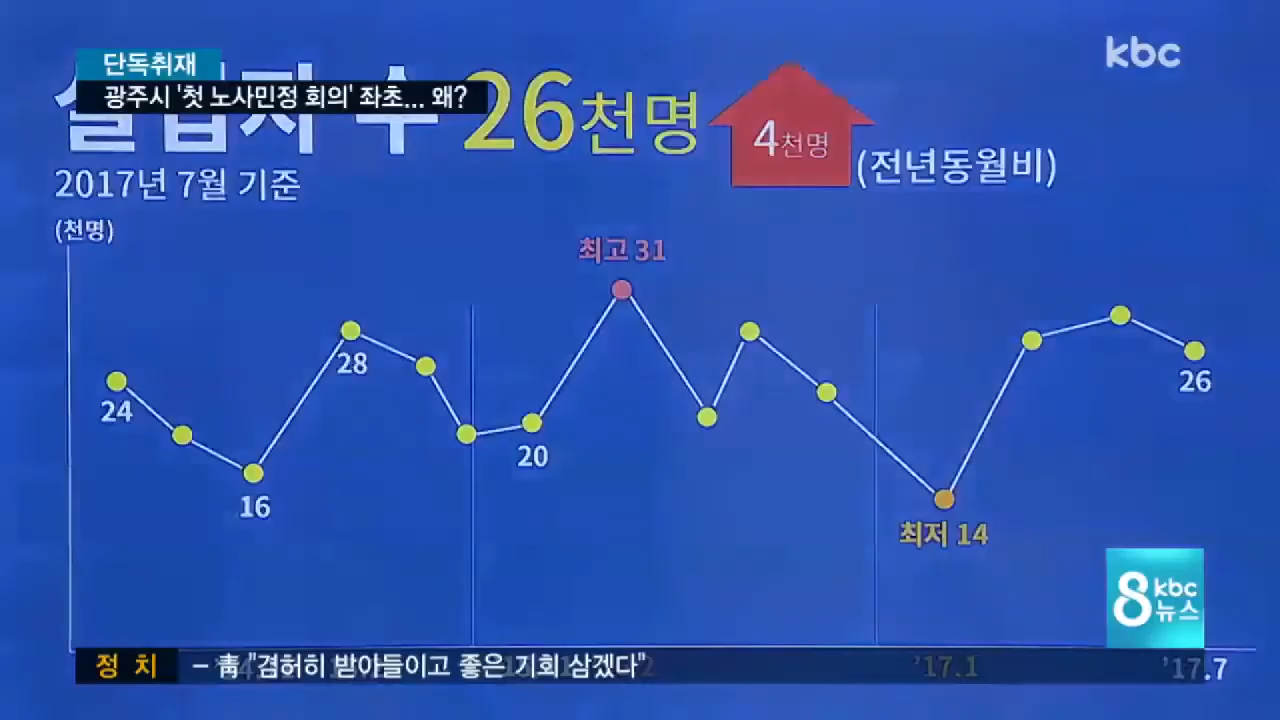 kbc
단독취재
광주시 '첫 노사민정 회의' 좌초... 왜?
수 26천명
4천명
(전년동월비)
2017년 7월 기준
(천명)
최고 31
28
24
26
20
16
최저 14
8 kbc
뉴스
정 치 – 靑 "겸허히 받아들이고 좋은 기회 삼겠다"
'17.1
'17.7